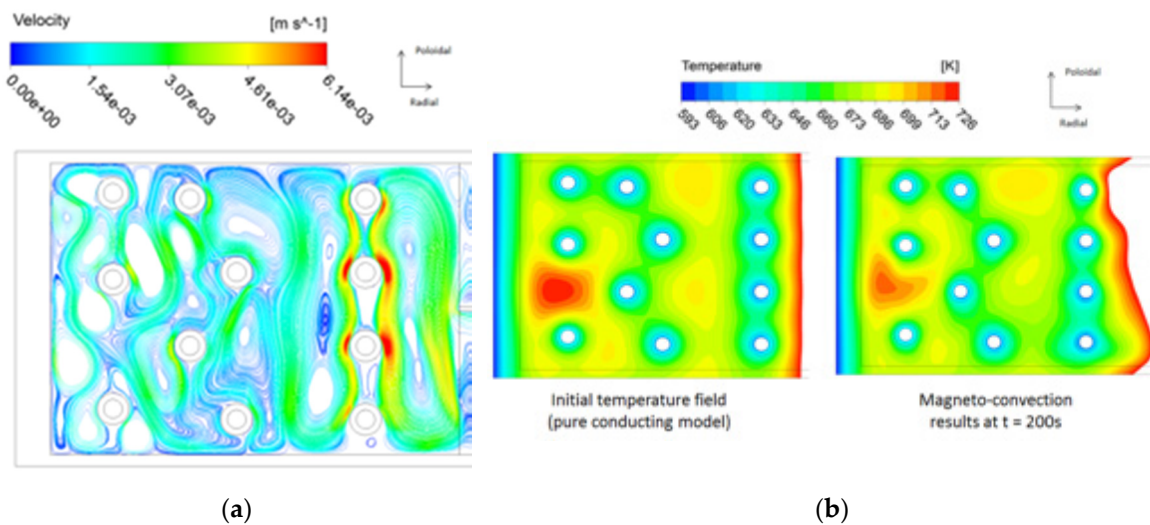 Velocity [m s^-1]
0.00e+00
1.54e-03
3.07e-03
4.61e-03
6.14e-03
Poloidal
Radial
Temperature [K]
593 606 620 633 646 660 673 686 699 713 726
Poloidal
Radial
Initial temperature field
(pure conducting model)
Magneto-convection
results at t = 200s
(a)
(b)